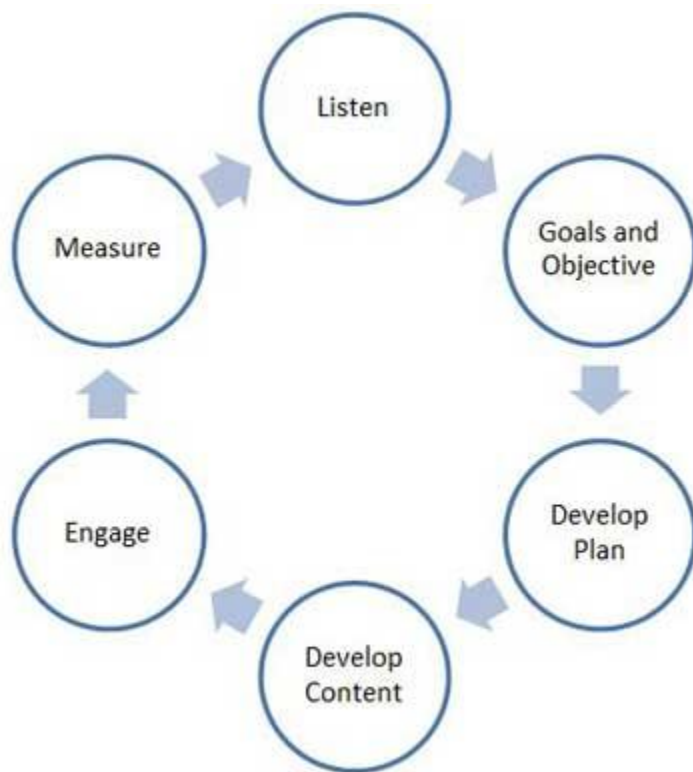 Listen
Goals and
Objective
Develop
Plan
Develop
Content
Engage
Measure